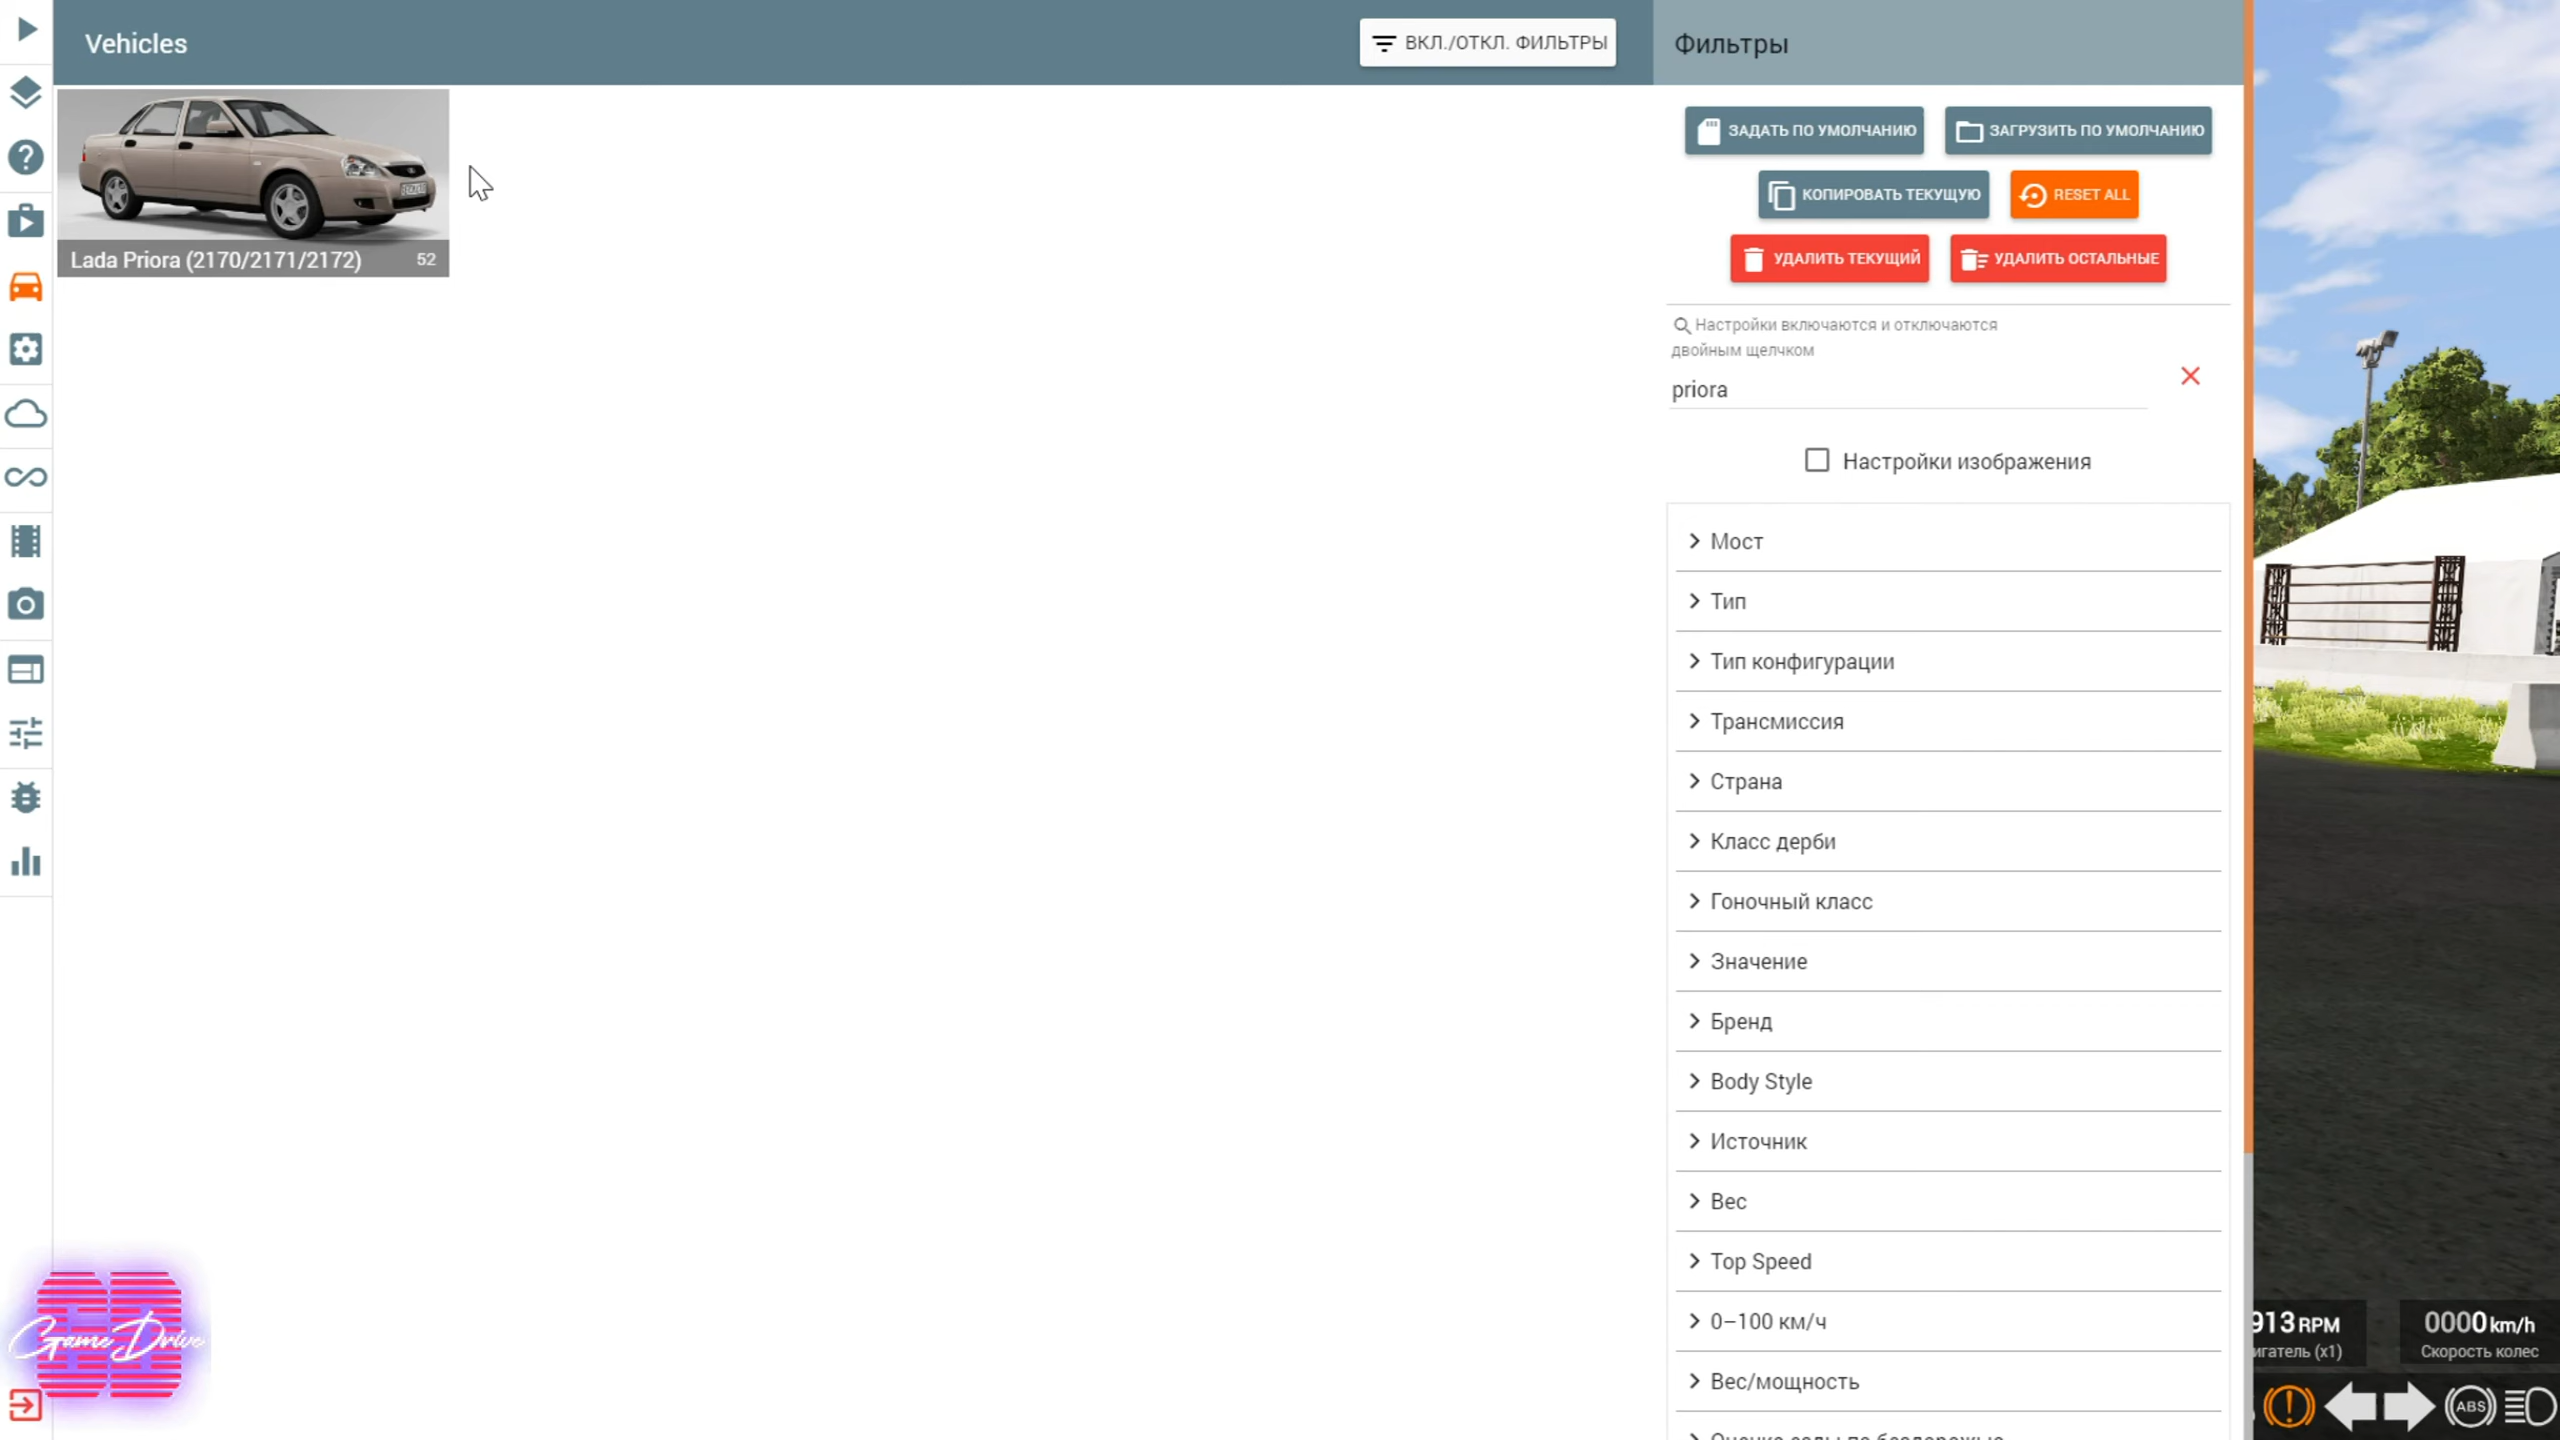 Vehicles
ВКЛ./ОТКЛ. ФИЛЬТРЫ
Lada Priora (2170/2171/2172)
52
Фильтры
ЗАДАТЬ ПО УМОЛЧАНИЮ
ЗАГРУЗИТЬ ПО УМОЛЧАНИЮ
КОПИРОВАТЬ ТЕКУЩУЮ
RESET ALL
УДАЛИТЬ ТЕКУЩИЙ
УДАЛИТЬ ОСТАЛЬНЫЕ
Настройки включаются и отключаются
двойным щелчком
priora
Настройки изображения
Мост
Тип
Тип конфигурации
Трансмиссия
Страна
Класс дерби
Гоночный класс
Значение
Бренд
Body Style
Источник
Вес
Top Speed
0–100 км/ч
Вес/мощность
Game Drive
913 RPM
игатель (x1)
0000 km/h
Скорость колес
ABS